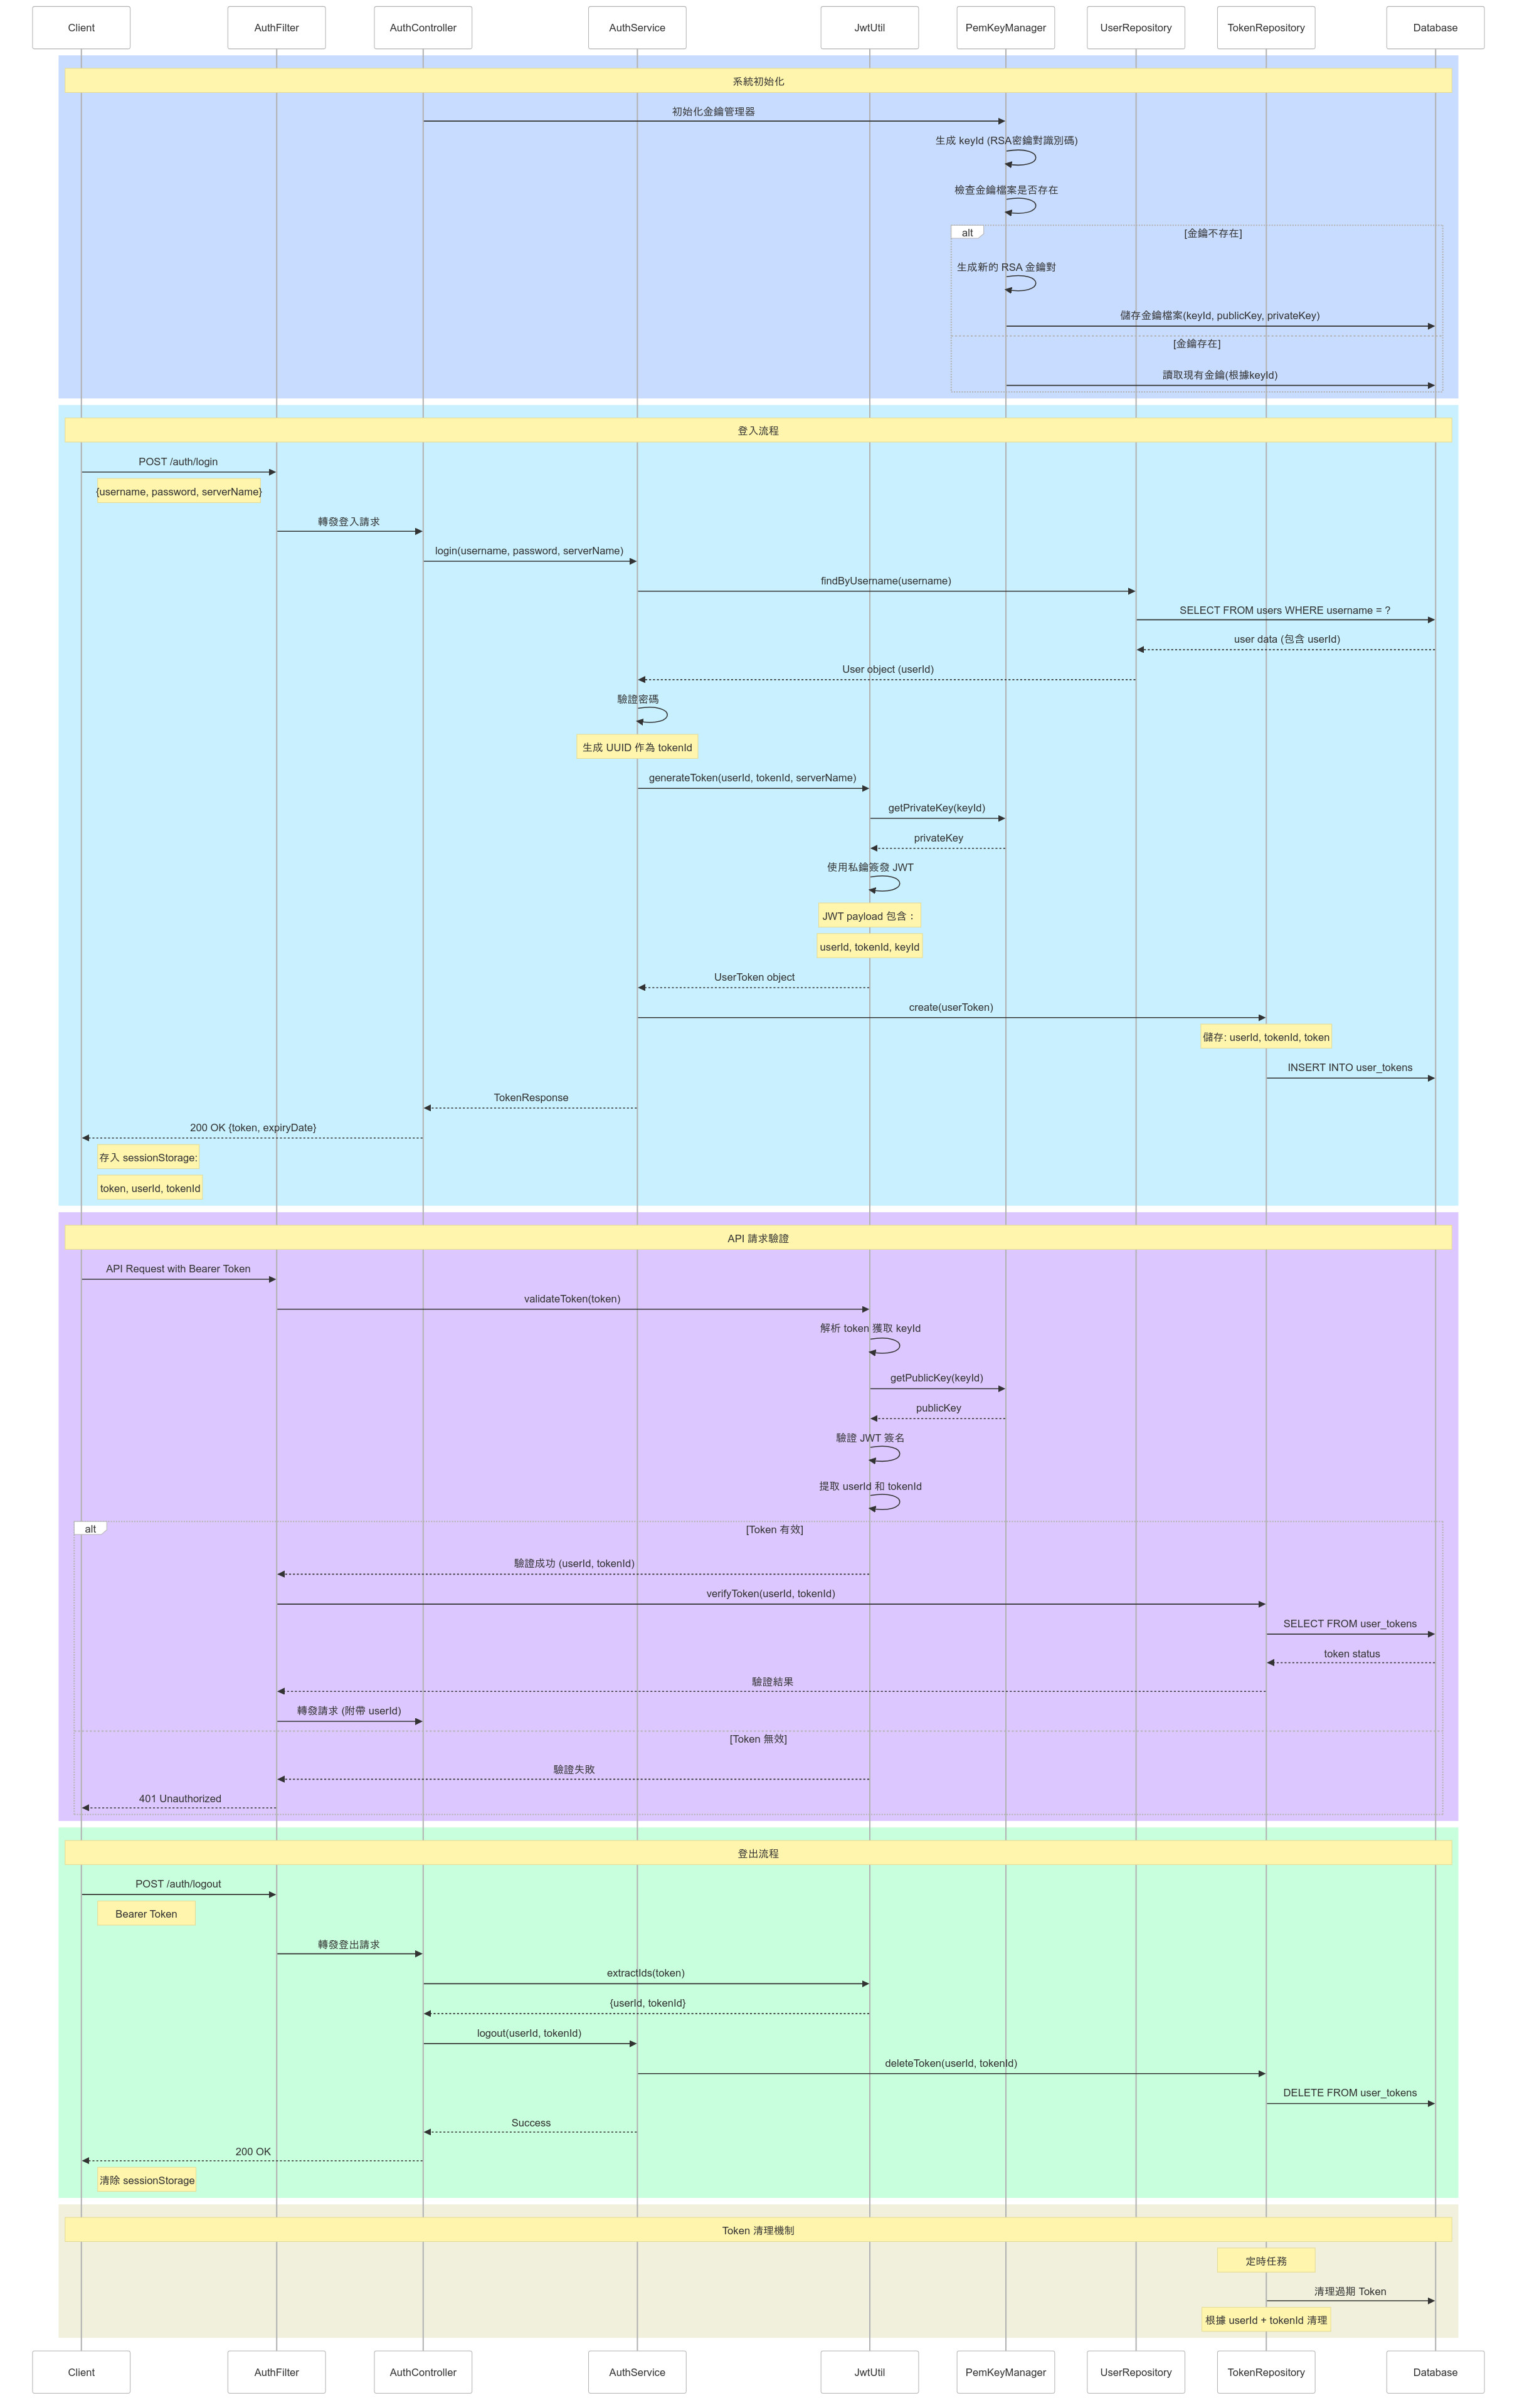 Client
AuthFilter
AuthController
AuthService
JwtUtil
PemKeyManager
UserRepository
TokenRepository
Database
系統初始化
初始化金鑰管理器
生成 keyId (RSA密鑰對識別碼)
檢查金鑰檔案是否存在
alt
[金鑰不存在]
生成新的 RSA 金鑰對
儲存金鑰檔案(keyId, publicKey, privateKey)
[金鑰存在]
讀取現有金鑰(根據keyId)
登入流程
POST /auth/login
{username, password, serverName}
轉發登入請求
login(username, password, serverName)
findByUsername(username)
SELECT FROM users WHERE username = ?
user data (包含 userId)
User object (userId)
驗證密碼
生成 UUID 作為 tokenId
generateToken(userId, tokenId, serverName)
getPrivateKey(keyId)
privateKey
使用私鑰簽發 JWT
JWT payload 包含：
userId, tokenId, keyId
UserToken object
create(userToken)
儲存: userId, tokenId, token
INSERT INTO user_tokens
TokenResponse
200 OK {token, expiryDate}
存入 sessionStorage:
token, userId, tokenId
API 請求驗證
API Request with Bearer Token
validateToken(token)
解析 token 獲取 keyId
getPublicKey(keyId)
publicKey
驗證 JWT 簽名
提取 userId 和 tokenId
alt
[Token 有效]
驗證成功 (userId, tokenId)
verifyToken(userId, tokenId)
SELECT FROM user_tokens
token status
驗證結果
轉發請求 (附帶 userId)
[Token 無效]
驗證失敗
401 Unauthorized
登出流程
POST /auth/logout
Bearer Token
轉發登出請求
extractIds(token)
{userId, tokenId}
logout(userId, tokenId)
deleteToken(userId, tokenId)
DELETE FROM user_tokens
Success
200 OK
清除 sessionStorage
Token 清理機制
定時任務
清理過期 Token
根據 userId + tokenId 清理
Client
AuthFilter
AuthController
AuthService
JwtUtil
PemKeyManager
UserRepository
TokenRepository
Database